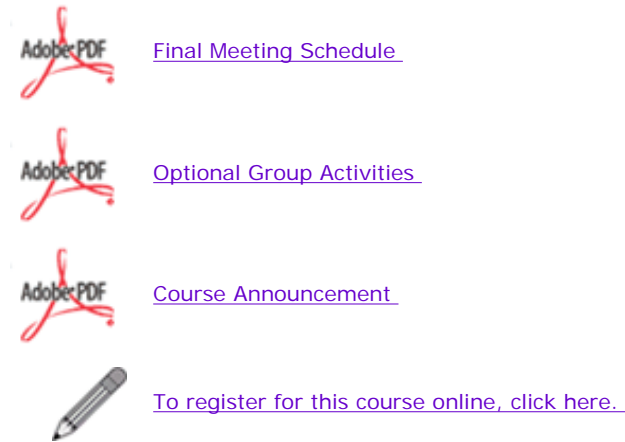 Adobe PDF Final Meeting Schedule
Adobe PDF Optional Group Activities
Adobe PDF Course Announcement
To register for this course online, click here.